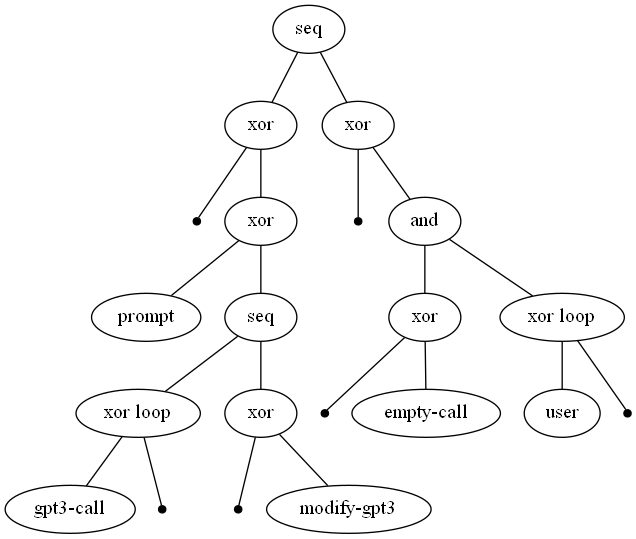 seq
xor xor
xor and
prompt seq xor xor loop
xor loop xor empty-call user
gpt3-call modify-gpt3